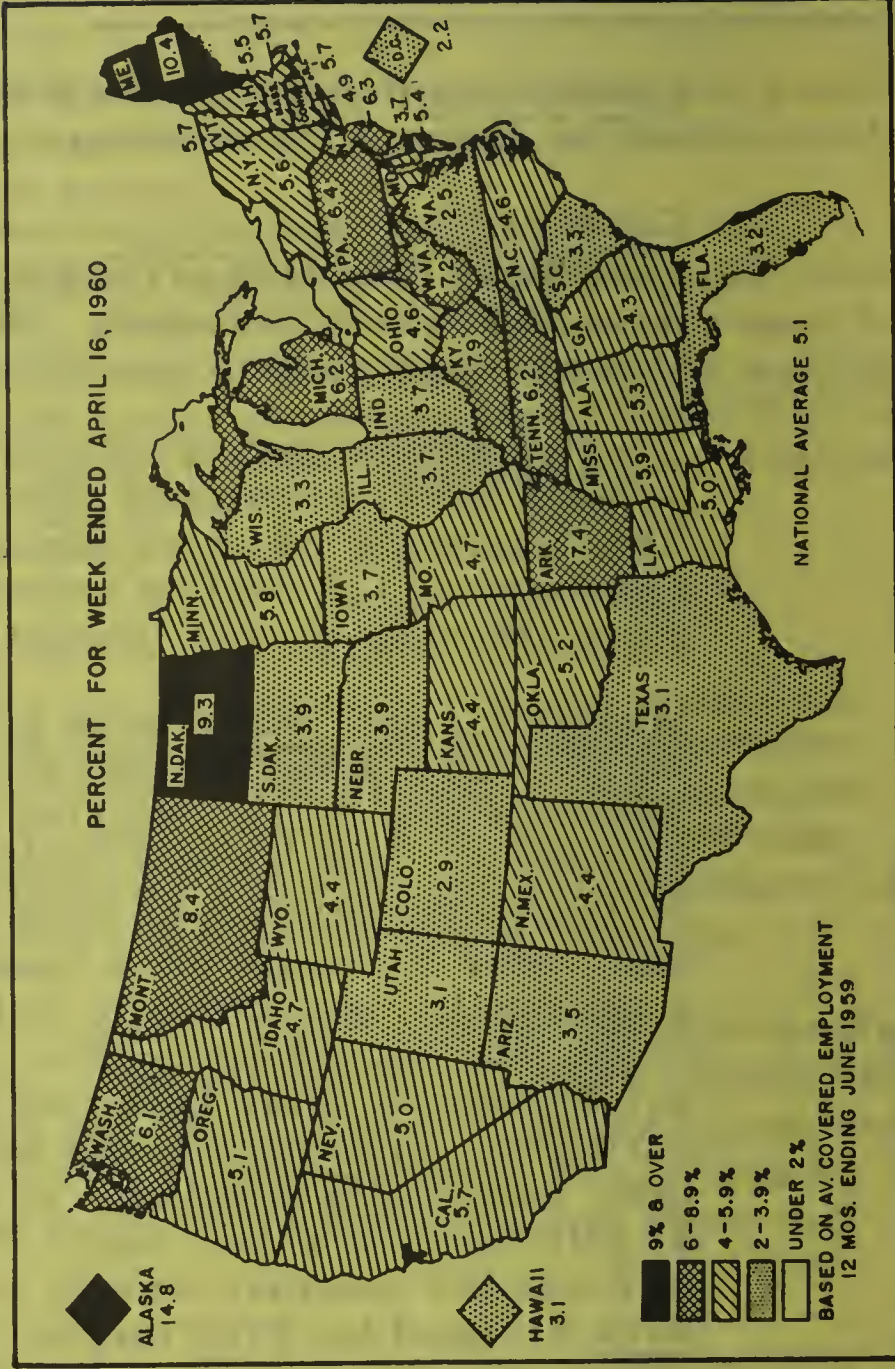 PERCENT FOR WEEK ENDED APRIL 16, 1960
ALASKA
14.8
HAWAII
3.1
WASH.
6.1
OREG.
5.1
CAL.
5.7
NEV.
5.0
IDAHO
4.7
MONT.
8.4
WYO.
4.4
UTAH
3.1
COLO
2.9
ARIZ.
3.5
N.MEX
4.4
N.DAK.
9.3
S.DAK.
3.9
NEBR.
3.9
KANS.
4.4
OKLA.
5.2
TEXAS
3.1
MINN.
5.8
IOWA
3.7
MO.
4.7
ARK.
7.4
LA.
5.0
WIS.
3.3
ILL.
3.7
MICH.
6.2
IND.
3.7
OHIO
4.6
KY.
7.9
TENN. 6.2
MISS.
5.9
ALA.
5.3
GA.
4.3
FLA.
3.2
S.C.
3.3
N.C. 4.6
VA.
2.5
W.VA.
7.2
PA. 6.4
N.Y.
5.6
VT.
5.7
N.H.
5.5
5.7
5.7
4.9
N.J.
6.3
3.7
MD.
5.4
ME.
10.4
D.C.
2.2
NATIONAL AVERAGE 5.1
9% & OVER
6-8.9%
4-5.9%
2-3.9%
UNDER 2%
BASED ON AV. COVERED EMPLOYMENT
12 MOS. ENDING JUNE 1959